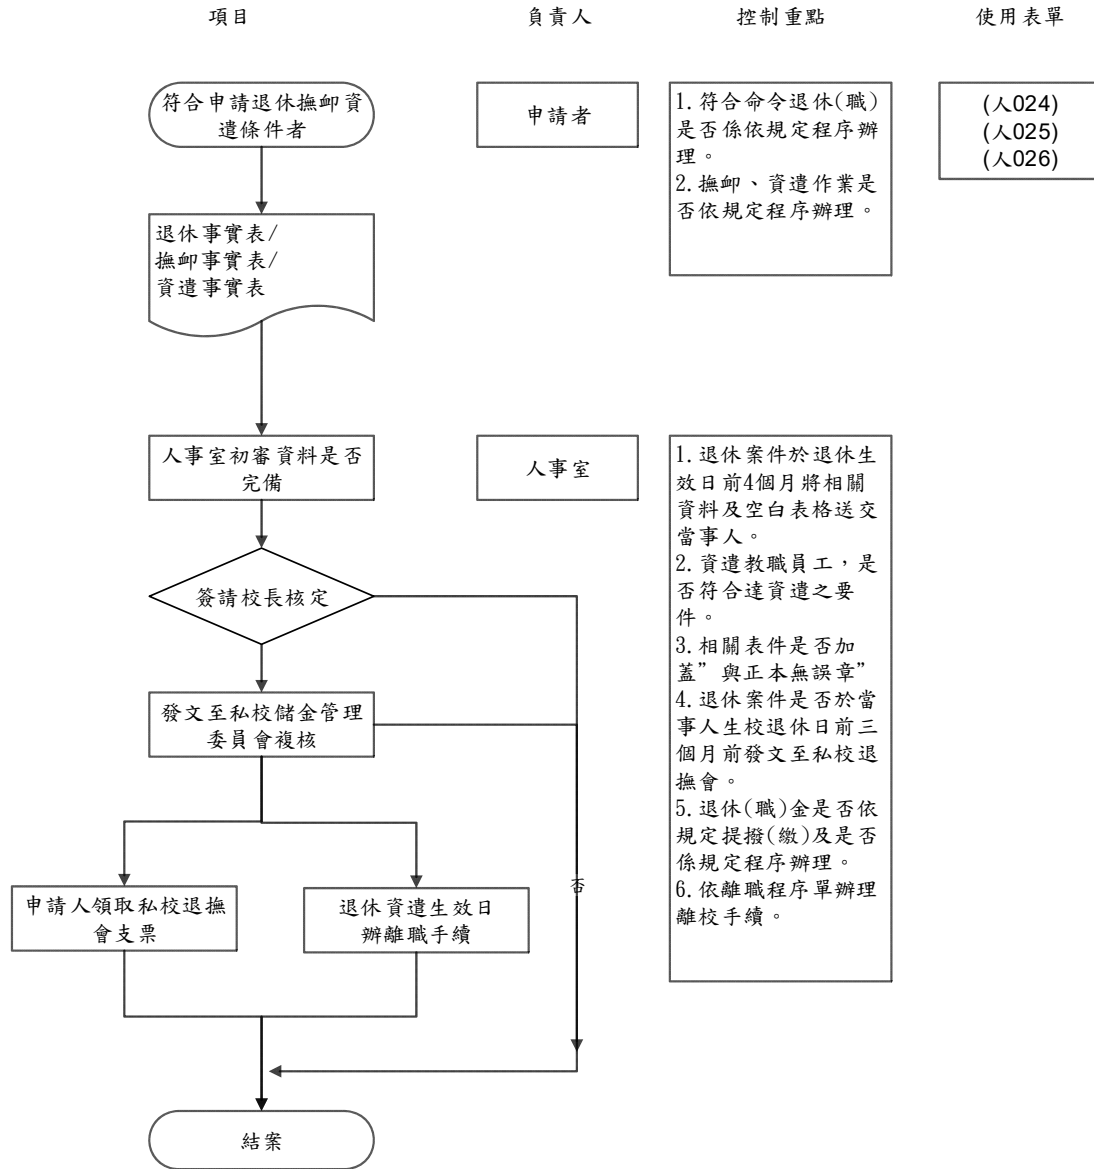 項目
負責人
控制重點
使用表單
符合申請退休撫卹資
遣條件者
申請者
1.符合命令退休(職)
是否係依規定程序辦
理。
2.撫卹、資遣作業是
否依規定程序辦理。
(人024)
(人025)
(人026)
退休事實表/
撫卹事實表/
資遣事實表
人事室初審資料是否
完備
人事室
1.退休案件於退休生
效日前4個月將相關
資料及空白表格送交
當事人。
2.資遣教職員工，是
否符合達資遣之要
件。
3.相關表件是否加
蓋”與正本無誤章”
4.退休案件是否於當
事人生校退休日前三
個月前發文至私校退
撫會。
5.退休(職)金是否依
規定提撥(繳)及是否
係規定程序辦理。
6.依離職程序單辦理
離校手續。
簽請校長核定
發文至私校儲金管理
委員會複核
否
申請人領取私校退撫
會支票
退休資遣生效日
辦離職手續
結案